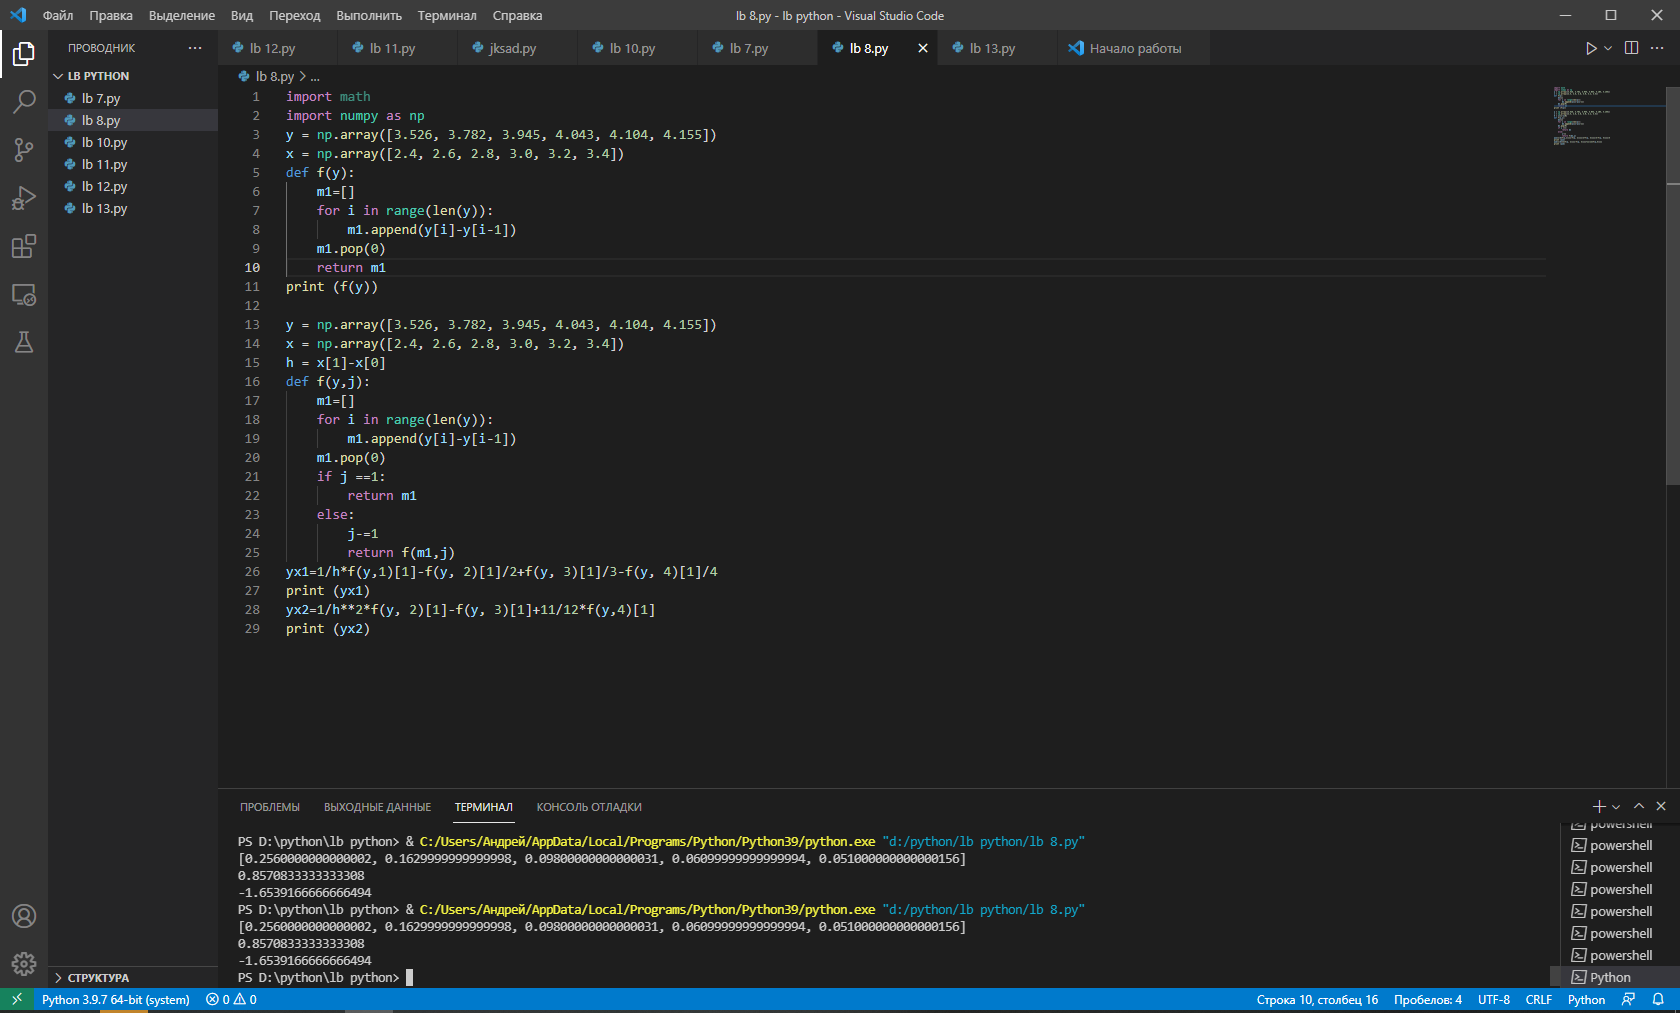 Файл Правка Выделение Вид Переход Выполнить Терминал Справка
lb 8.py - lb python - Visual Studio Code
ПРОВОДНИК
lb 12.py lb 11.py jksad.py lb 10.py lb 7.py lb 8.py lb 13.py Начало работы
LB PYTHON
lb 7.py
lb 8.py
lb 10.py
lb 11.py
lb 12.py
lb 13.py
lb 8.py > ...
1 import math
2 import numpy as np
3 y = np.array([3.526, 3.782, 3.945, 4.043, 4.104, 4.155])
4 x = np.array([2.4, 2.6, 2.8, 3.0, 3.2, 3.4])
5 def f(y):
6 m1=[]
7 for i in range(len(y)):
8 m1.append(y[i]-y[i-1])
9 m1.pop(0)
10 return m1
11 print (f(y))
12
13 y = np.array([3.526, 3.782, 3.945, 4.043, 4.104, 4.155])
14 x = np.array([2.4, 2.6, 2.8, 3.0, 3.2, 3.4])
15 h = x[1]-x[0]
16 def f(y,j):
17 m1=[]
18 for i in range(len(y)):
19 m1.append(y[i]-y[i-1])
20 m1.pop(0)
21 if j ==1:
22 return m1
23 else:
24 j-=1
25 return f(m1,j)
26 yx1=1/h*f(y,1)[1]-f(y, 2)[1]/2+f(y, 3)[1]/3-f(y, 4)[1]/4
27 print (yx1)
28 yx2=1/h**2*f(y, 2)[1]-f(y, 3)[1]+11/12*f(y,4)[1]
29 print (yx2)
ПРОБЛЕМЫ ВЫХОДНЫЕ ДАННЫЕ ТЕРМИНАЛ КОНСОЛЬ ОТЛАДКИ
PS D:\python\lb python> & C:/Users/Андрей/AppData/Local/Programs/Python/Python39/python.exe "d:/python/lb python/lb 8.py"
[0.2560000000000002, 0.1629999999999998, 0.09800000000000031, 0.06099999999999994, 0.051000000000000156]
0.8570833333333308
-1.6539166666666494
PS D:\python\lb python> & C:/Users/Андрей/AppData/Local/Programs/Python/Python39/python.exe "d:/python/lb python/lb 8.py"
[0.2560000000000002, 0.1629999999999998, 0.09800000000000031, 0.06099999999999994, 0.051000000000000156]
0.8570833333333308
-1.6539166666666494
PS D:\python\lb python>
powershell
powershell
powershell
powershell
powershell
powershell
powershell
Python
СТРУКТУРА
Python 3.9.7 64-bit (system) 0 0 Строка 10, столбец 16 Пробелов: 4 UTF-8 CRLF Python